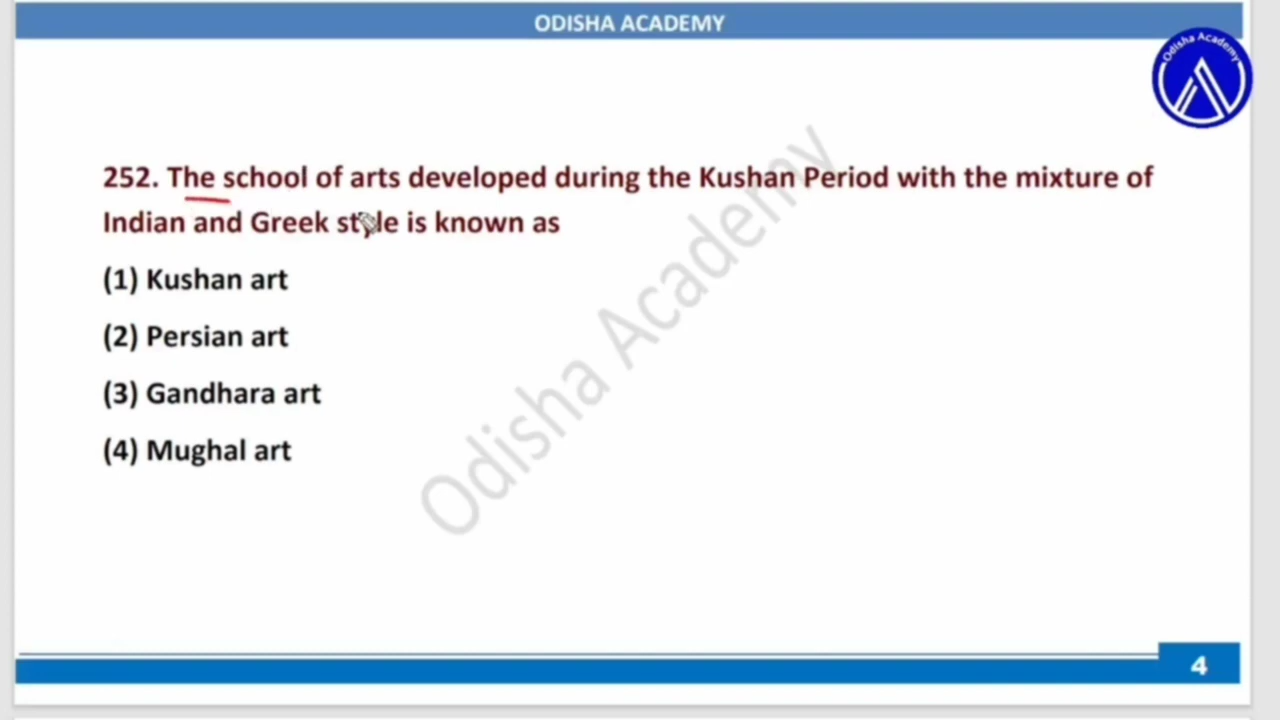 ODISHA ACADEMY
Odisha Academy
252. The school of arts developed during the Kushan Period with the mixture of
Indian and Greek style is known as
(1) Kushan art
(2) Persian art
(3) Gandhara art
(4) Mughal art
Odisha Academy
4